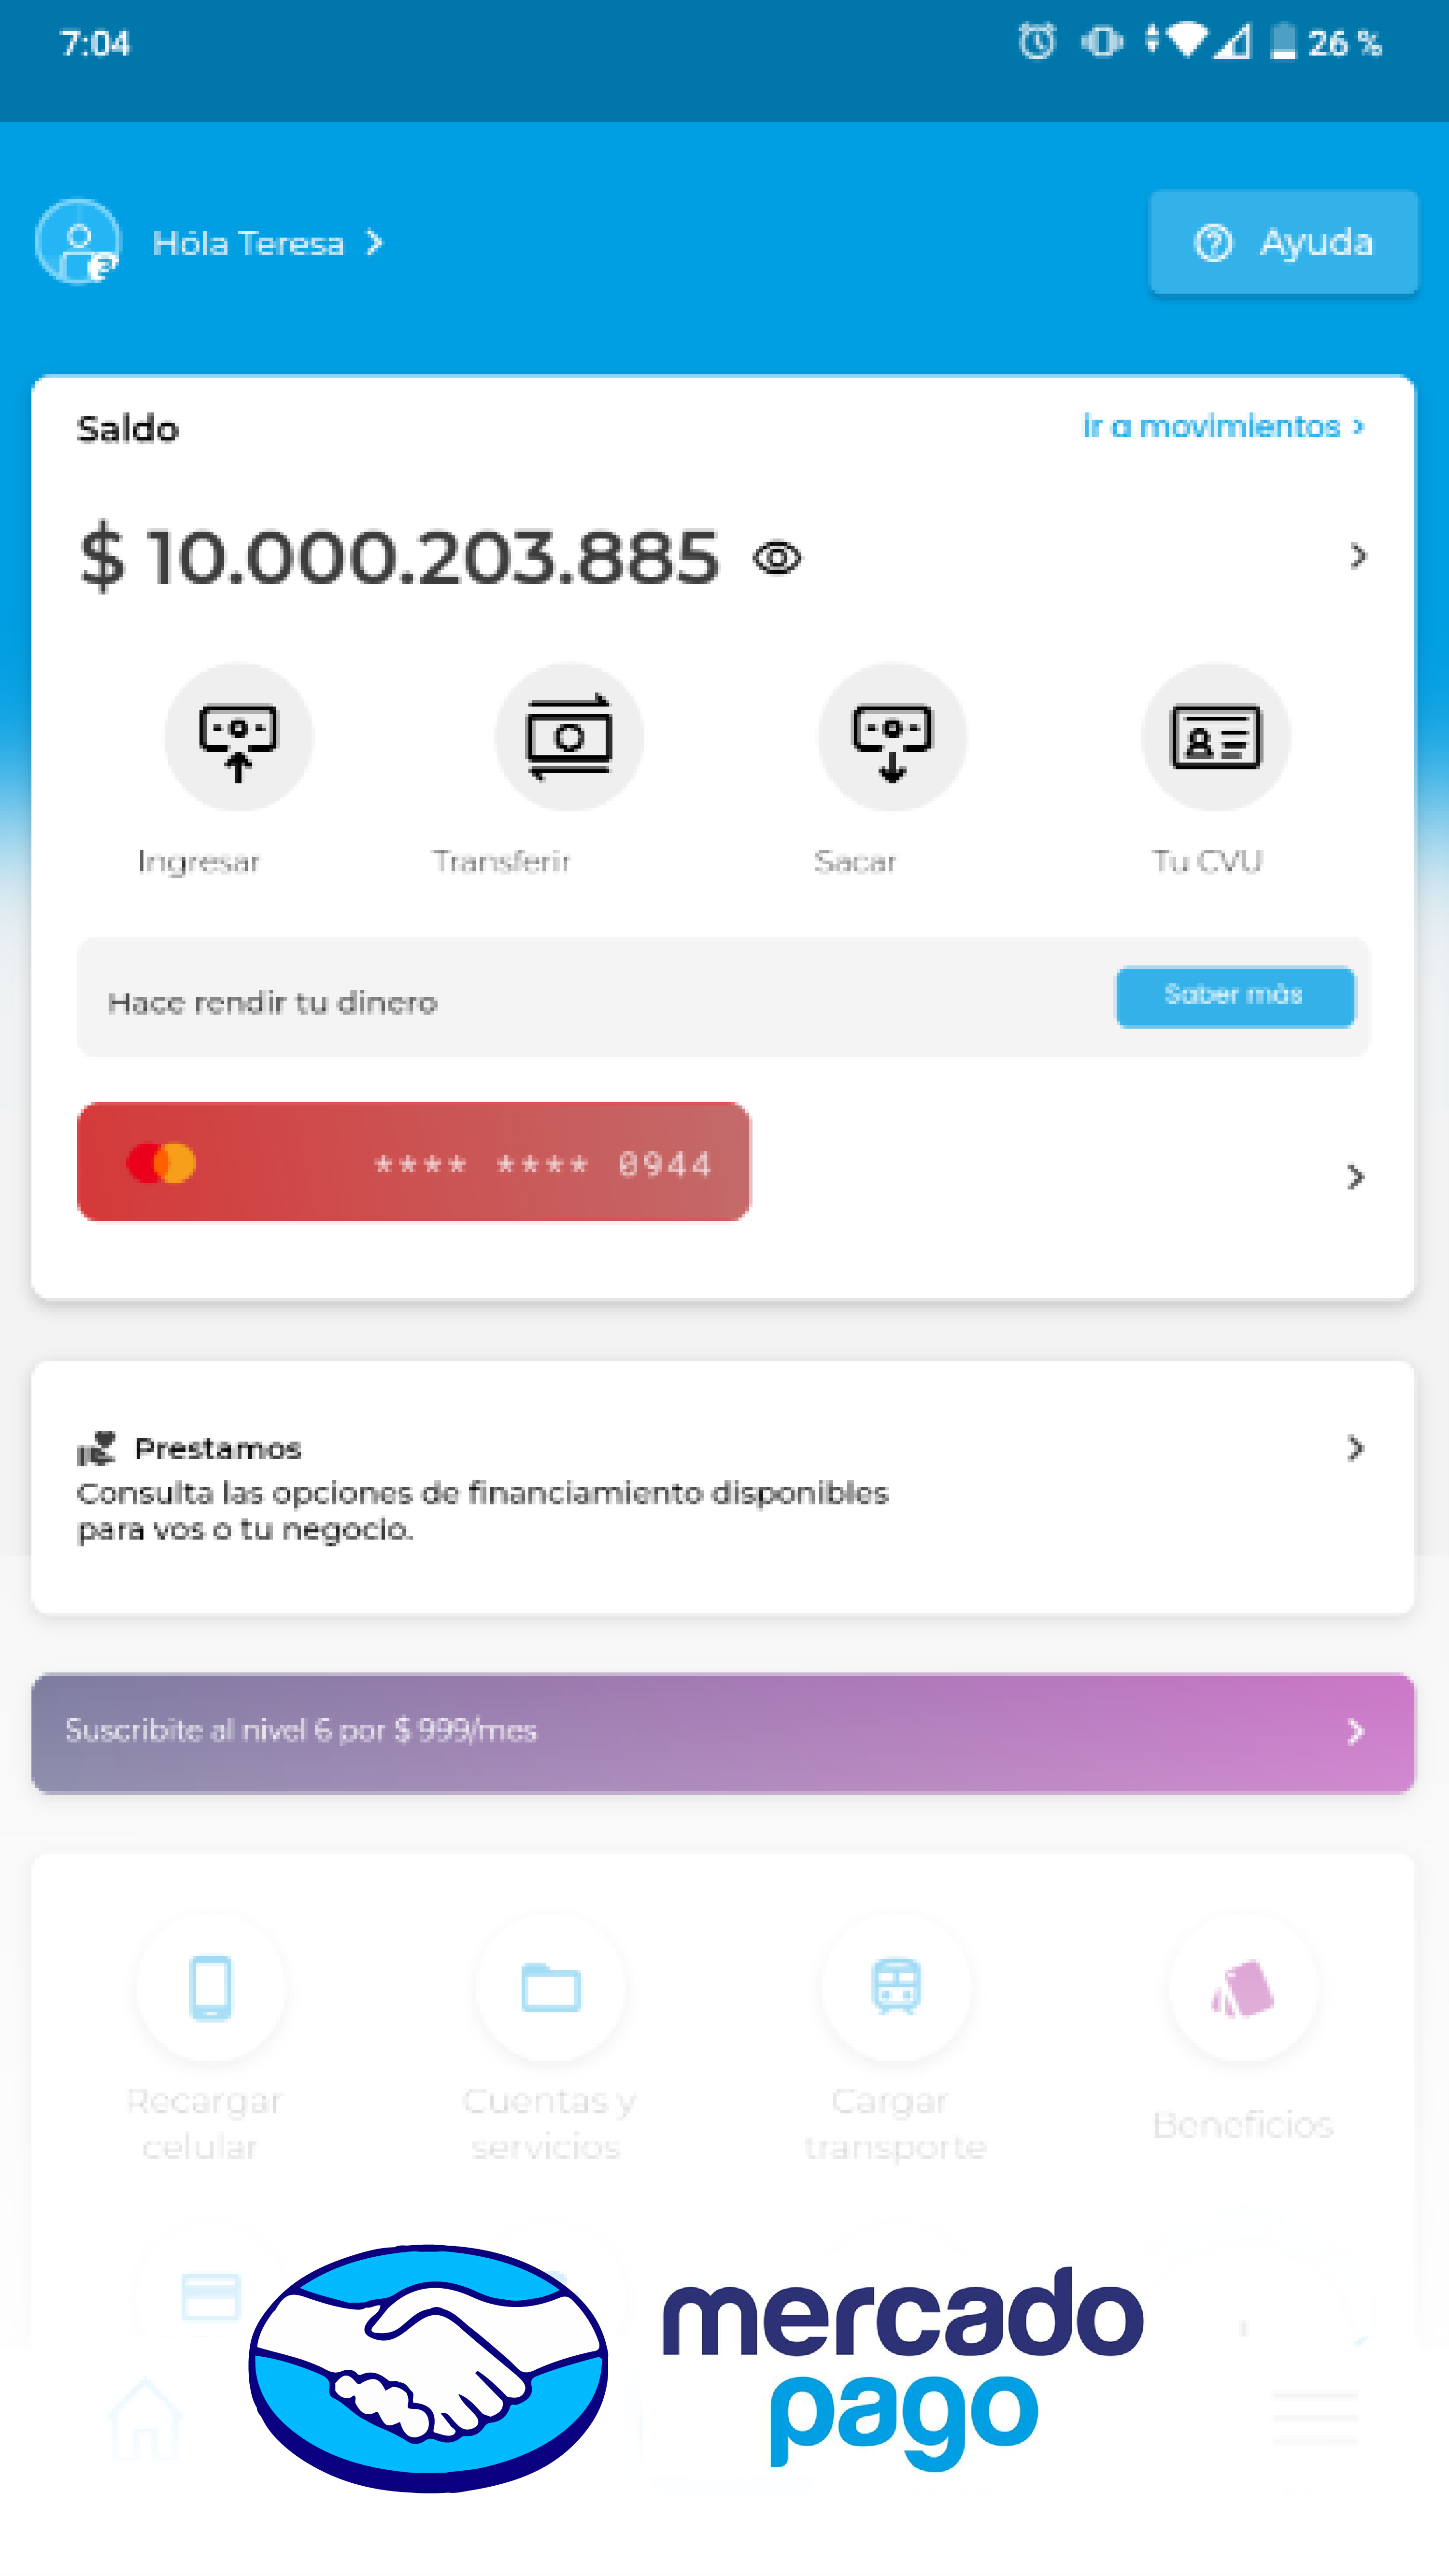 7:04
26 %
Hóla Teresa
Ayuda
Saldo
Ir a movimientos
$ 10.000.203.885
Ingresar
Transferir
Sacar
Tu CVU
Hace rendir tu dinero
Saber más
**** **** 0944
Prestamos
Consulta las opciones de financiamiento disponibles
para vos o tu negocio.
Suscribite al nivel 6 por $ 999/mes
Recargar
celular
Cuentas y
servicios
Cargar
transporte
Beneficios
mercado
pago